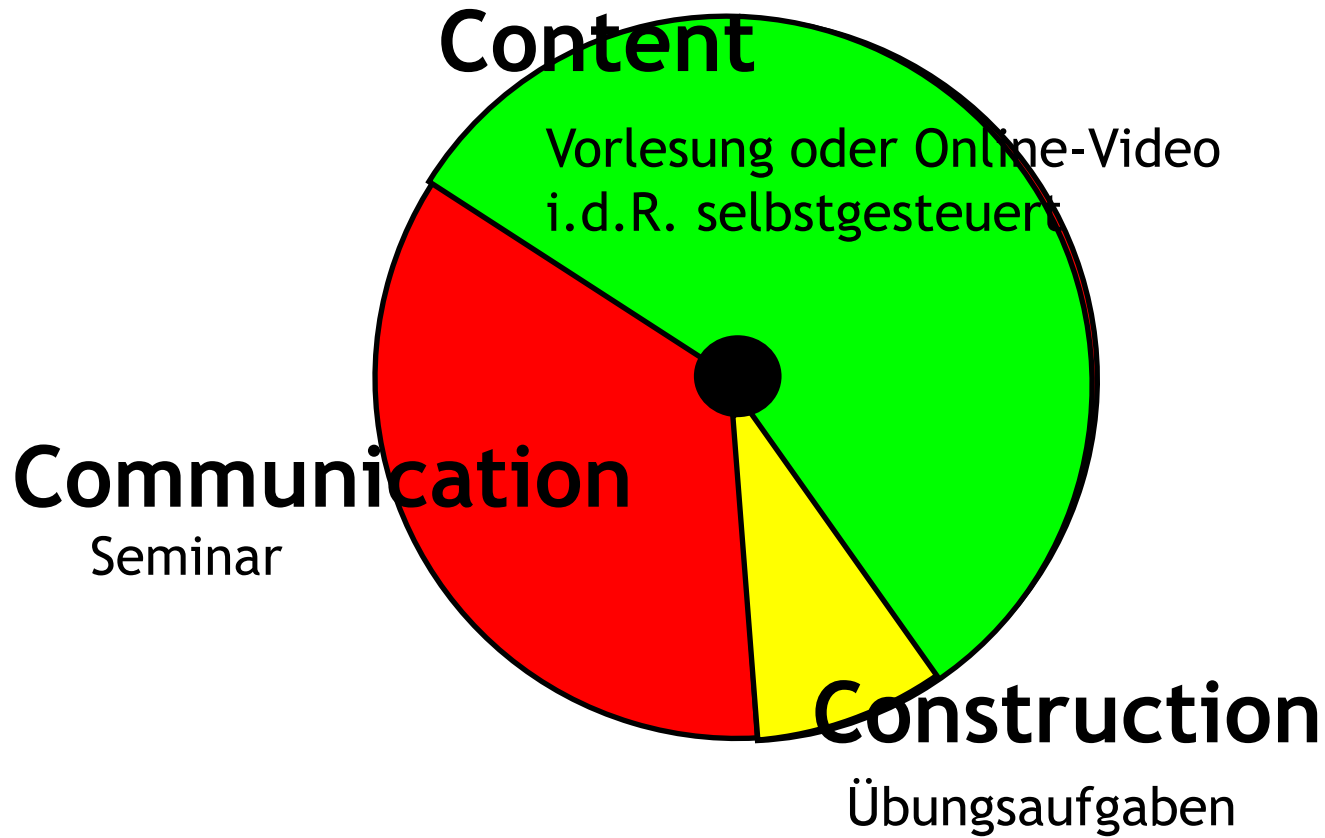 Content
Vorlesung oder Online-Video
i.d.R. selbstgesteuert
Communication
Seminar
Construction
Übungsaufgaben